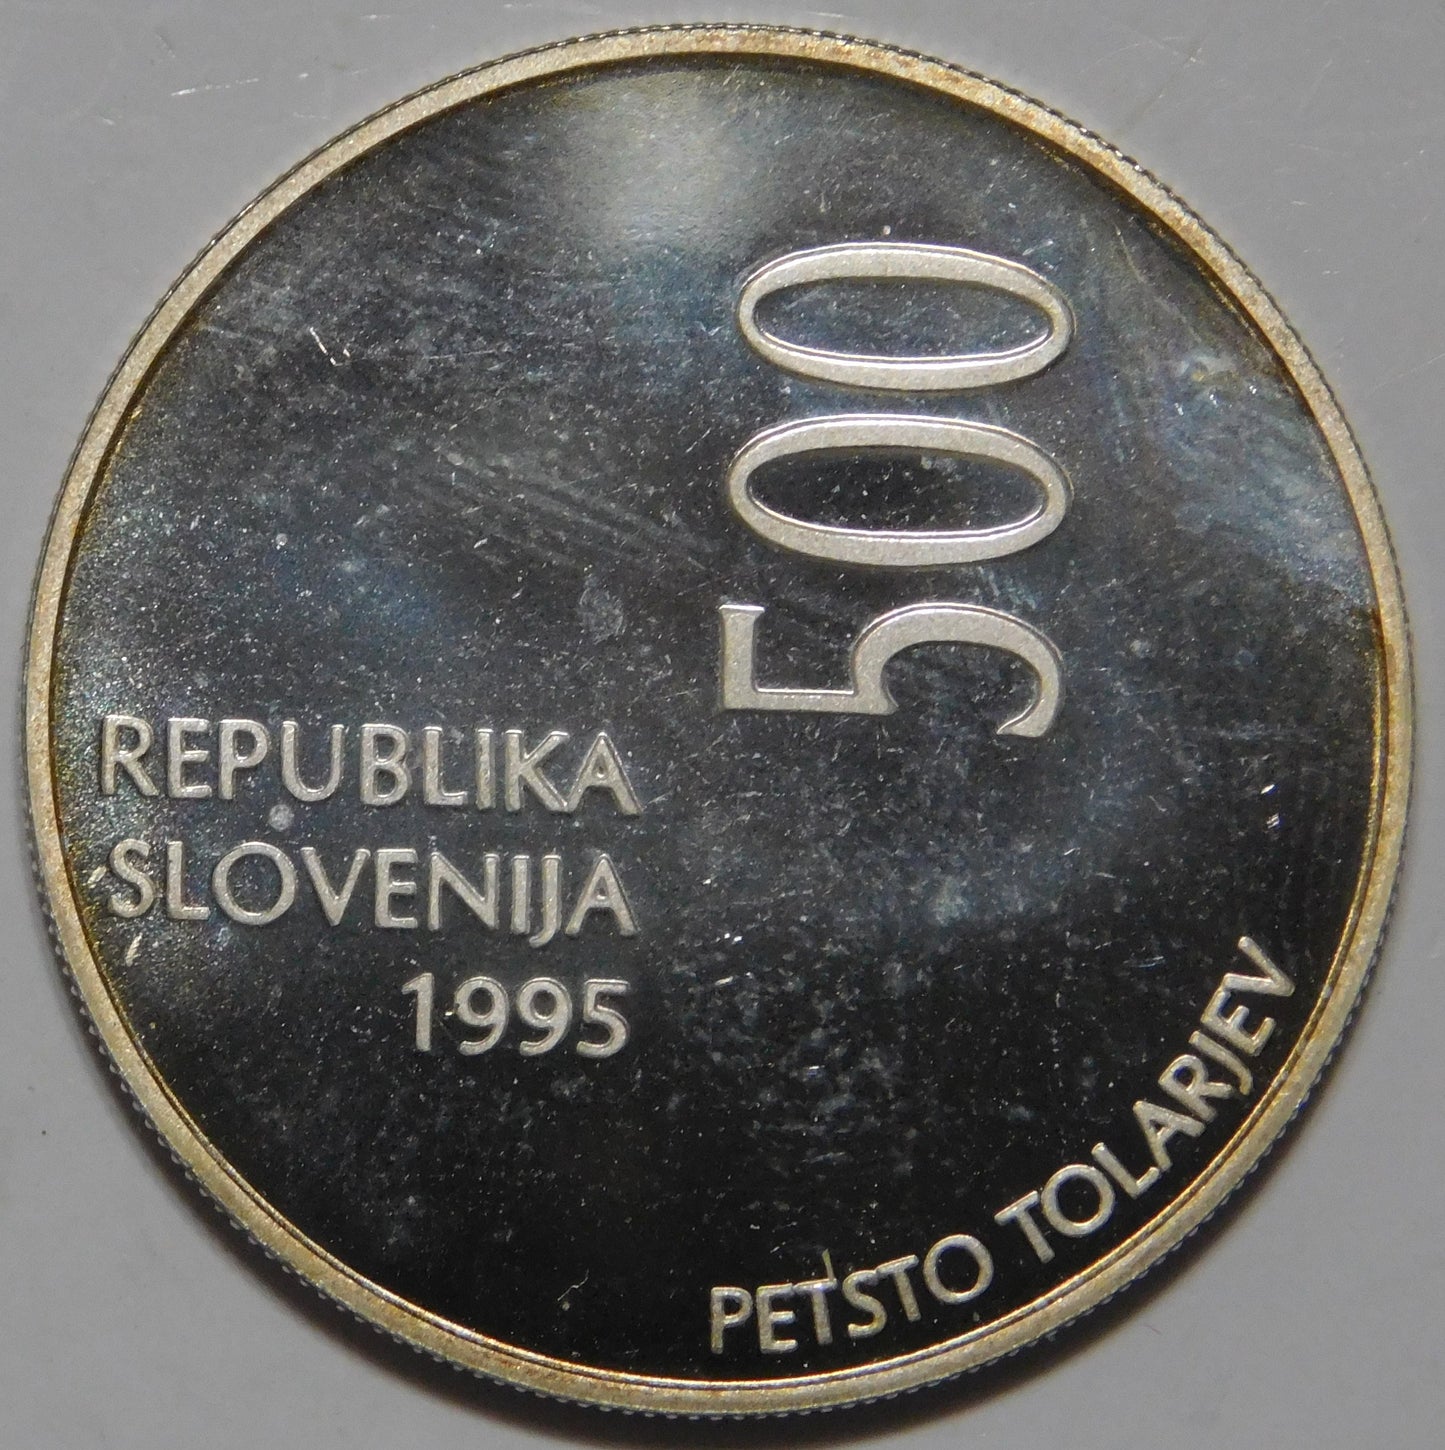 500
REPUBLIKA
SLOVENIJA
1995
PETSTO TOLARJEV